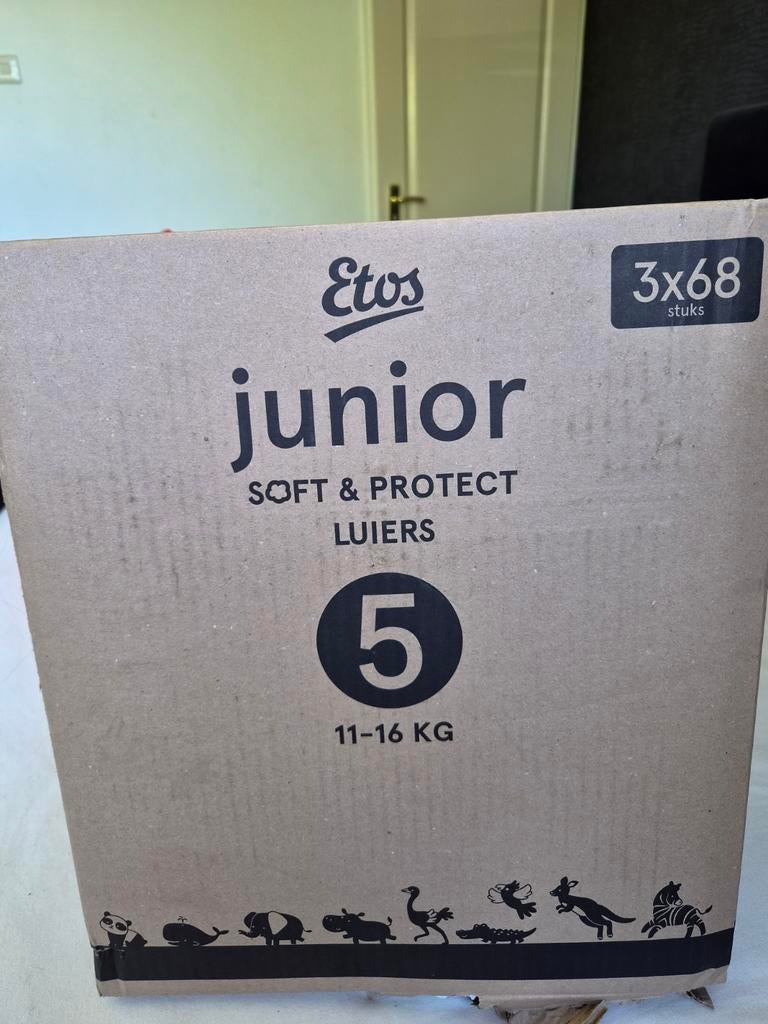 Etos
3x68
stuks
junior
SOFT & PROTECT
LUIERS
5
11-16 KG